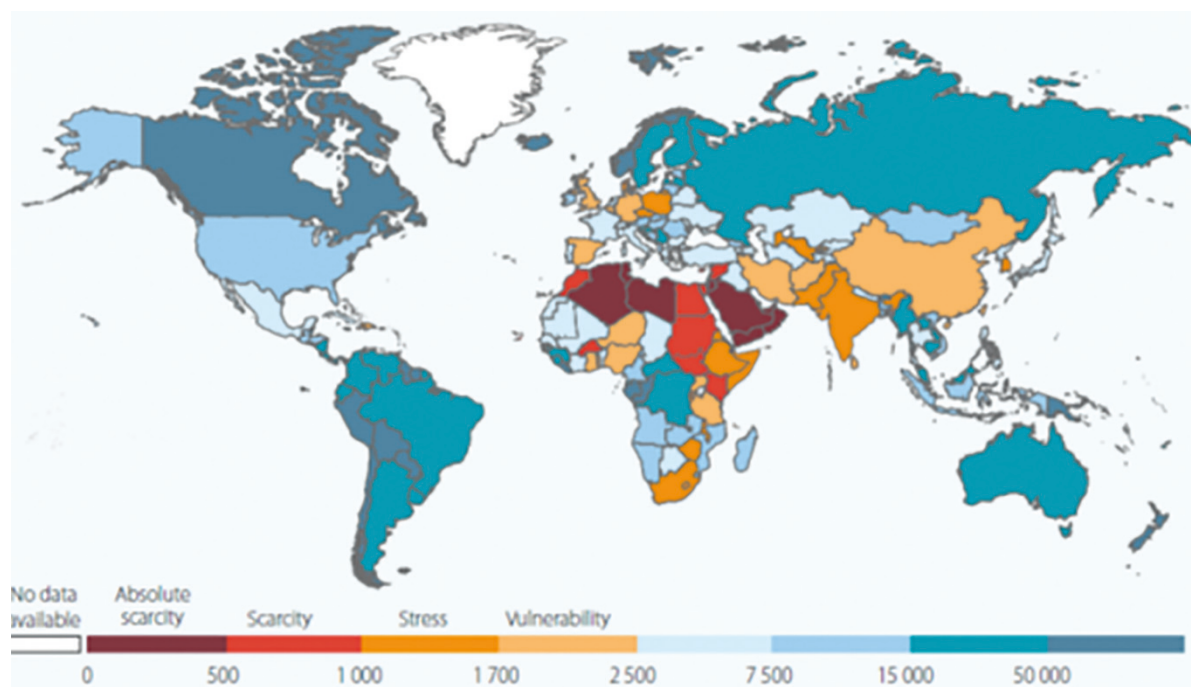 No data
available
Absolute
scarcity
Scarcity
Stress
Vulnerability
0 500 1 000 1 700 2 500 7 500 15 000 50 000